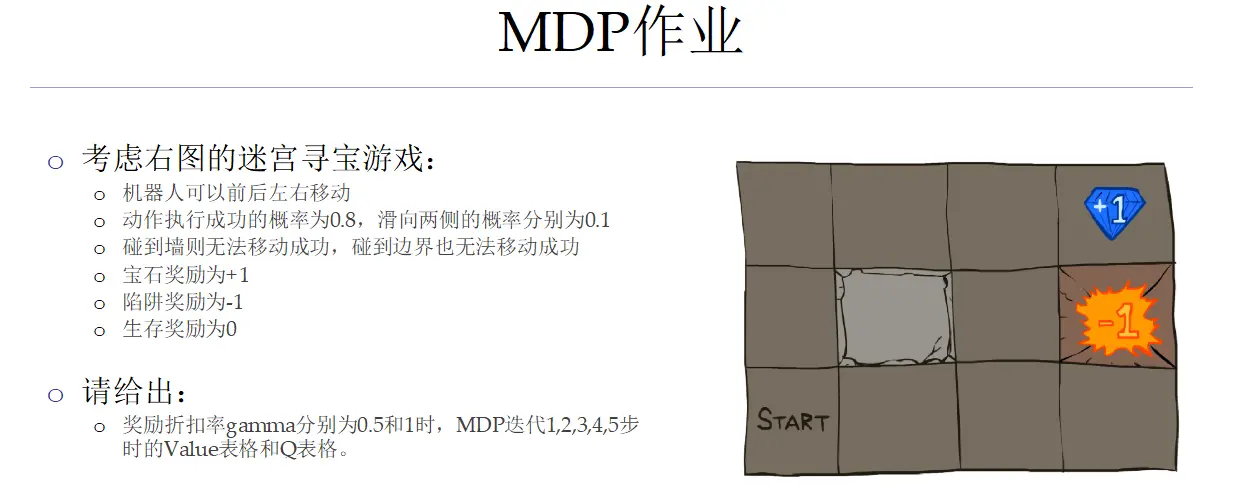 MDP作业
考虑右图的迷宫寻宝游戏：
机器人可以前后左右移动
动作执行成功的概率为0.8，滑向两侧的概率分别为0.1
碰到墙则无法移动成功，碰到边界也无法移动成功
宝石奖励为+1
陷阱奖励为-1
生存奖励为0
请给出：
奖励折扣率gamma分别为0.5和1时，MDP迭代1,2,3,4,5步
时的Value表格和Q表格。
+1
-1
START